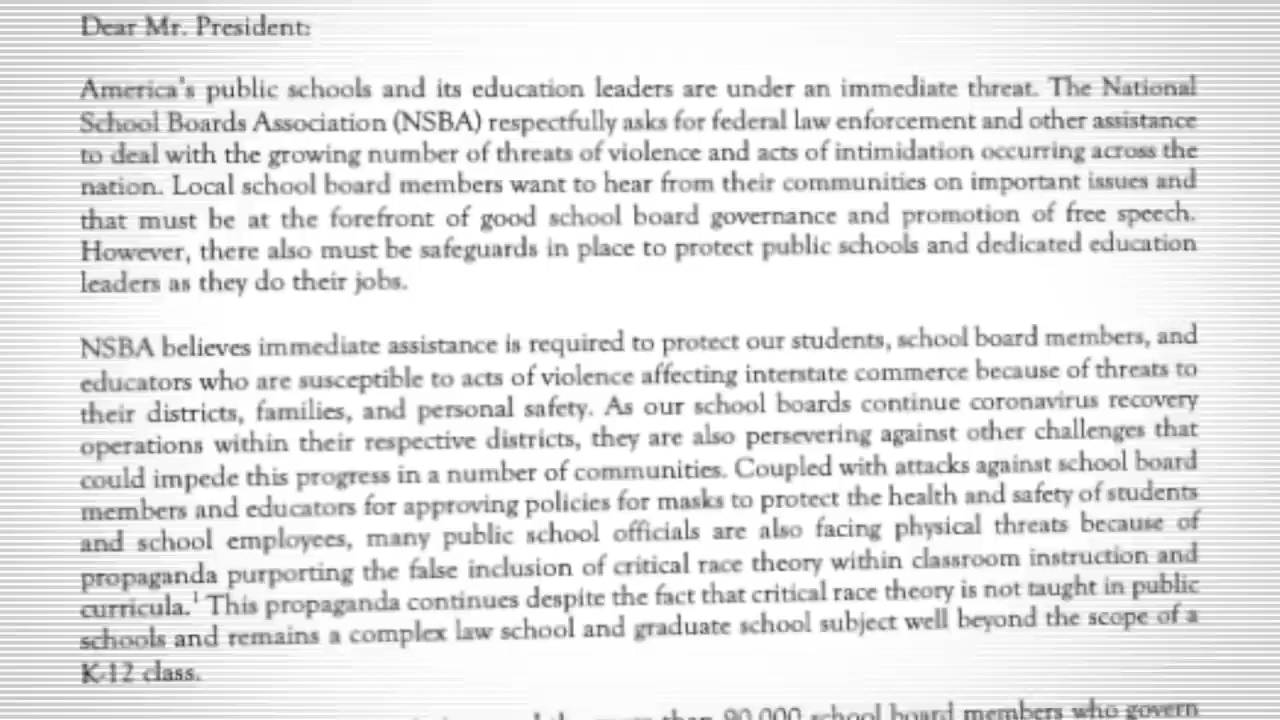 Dear Mr. President:
America's public schools and its education leaders are under an immediate threat. The National
School Boards Association (NSBA) respectfully asks for federal law enforcement and other assistance
to deal with the growing number of threats of violence and acts of intimidation occurring across the
nation. Local school board members want to hear from their communities on important issues and
that must be at the forefront of good school board governance and promotion of free speech.
However, there also must be safeguards in place to protect public schools and dedicated education
leaders as they do their jobs.
NSBA believes immediate assistance is required to protect our students, school board members, and
educators who are susceptible to acts of violence affecting interstate commerce because of threats to
their districts, families, and personal safety. As our school boards continue coronavirus recovery
operations within their respective districts, they are also persevering against other challenges that
could impede this progress in a number of communities. Coupled with attacks against school board
members and educators for approving policies for masks to protect the health and safety of students
and school employees, many public school officials are also facing physical threats because of
propaganda purporting the false inclusion of critical race theory within classroom instruction and
curricula.¹ This propaganda continues despite the fact that critical race theory is not taught in public
schools and remains a complex law school and graduate school subject well beyond the scope of a
K-12 class.
more than 90,000 school board members who govern